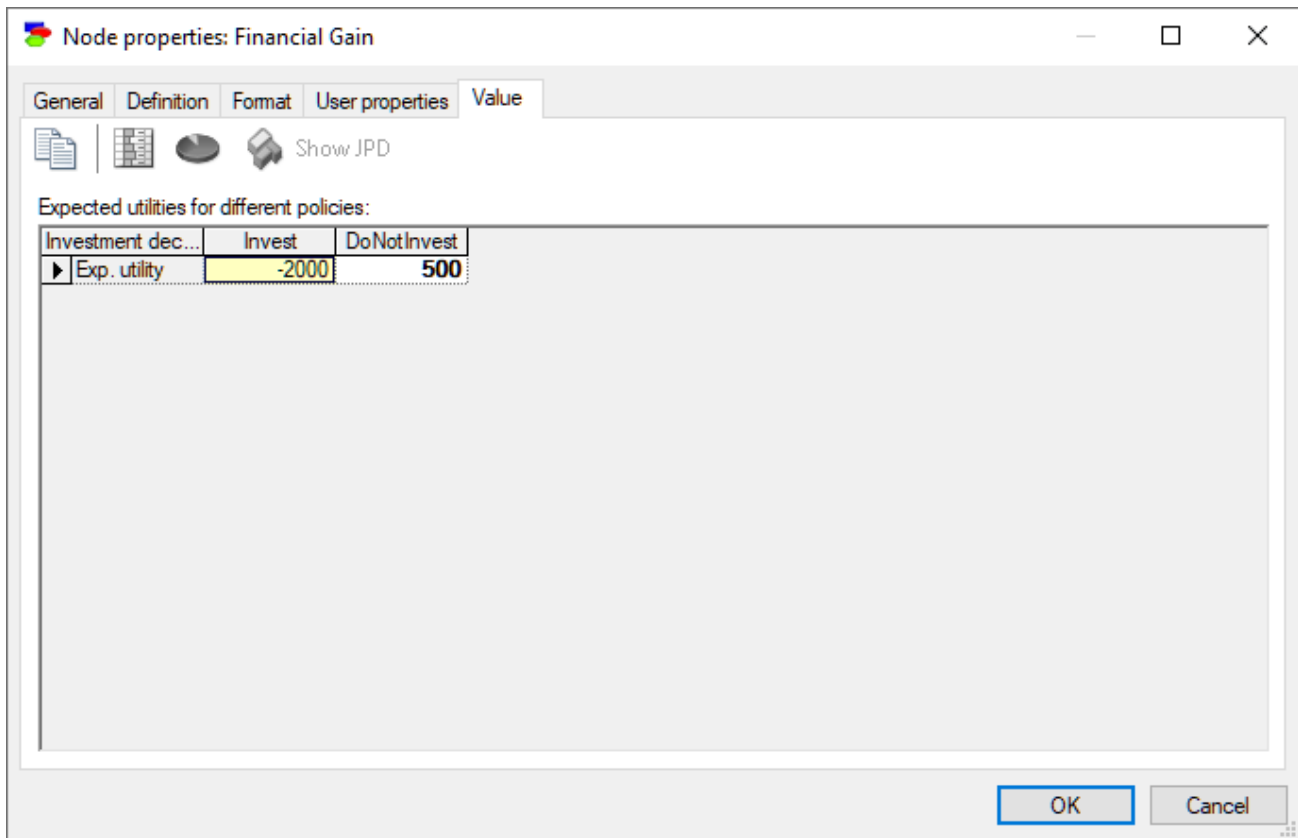 Node properties: Financial Gain
General Definition Format User properties Value
Show JPD
Expected utilities for different policies:
Investment dec... Invest DoNotInvest
Exp. utility -2000 500
OK Cancel